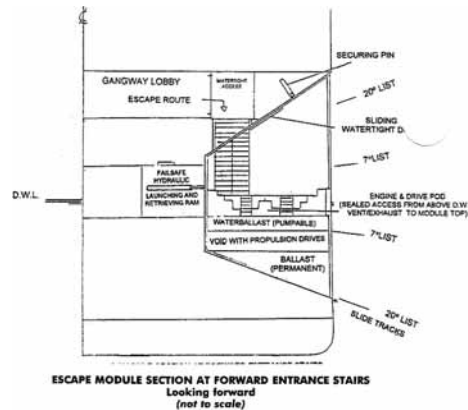 SECURING PIN
GANGWAY LOBBY
WATERTIGHT
ACCESS
ESCAPE ROUTE
20° LIST
SLIDING
WATERTIGHT D
7° LIST
FAILSAFE
HYDRAULIC
LAUNCHING AND
RETRIEVING RAM
D.W.L.
ENGINE & DRIVE POD
(SEALED ACCESS FROM ABOVE D.W
VENT/EXHAUST TO MODULE TOP)
WATERBALLAST (PUMPABLE)
7° LIST
VOID WITH PROPULSION DRIVES
BALLAST
(PERMANENT)
20° LIST
SLIDE TRACKS
ESCAPE MODULE SECTION AT FORWARD ENTRANCE STAIRS
Looking forward
(not to scale)